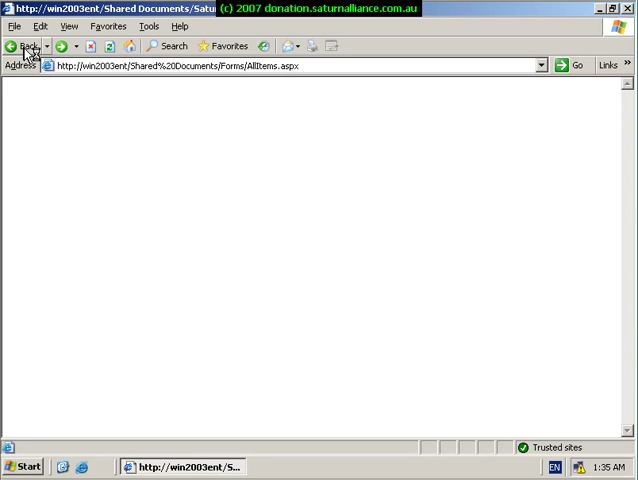 http://win2003ent/Shared Documents/Satu
(c) 2007 donation.saturnalliance.com.au
File Edit View Favorites Tools Help
Back Search Favorites
Address http://win2003ent/Shared%20Documents/Forms/AllItems.aspx Go Links »
Trusted sites
Start http://win2003ent/S... EN 1:35 AM